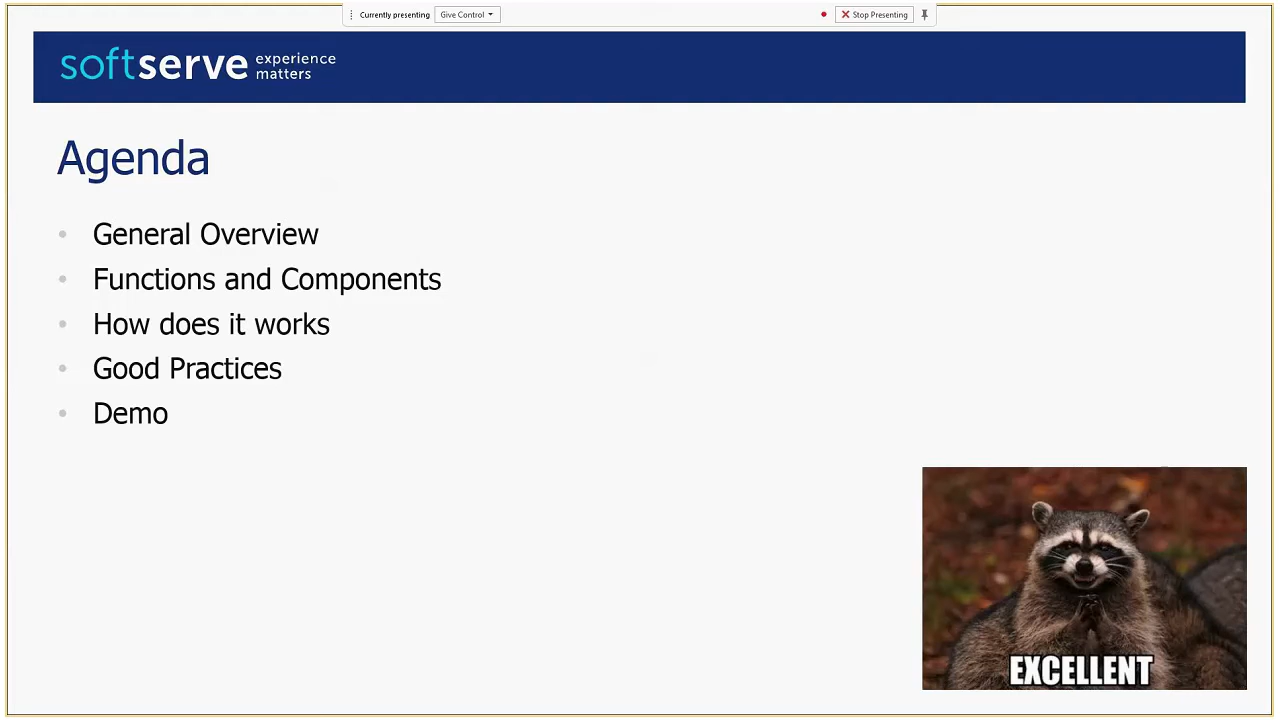 Currently presenting Give Control Stop Presenting
softserve experience matters
Agenda
• General Overview
• Functions and Components
• How does it works
• Good Practices
• Demo
EXCELLENT